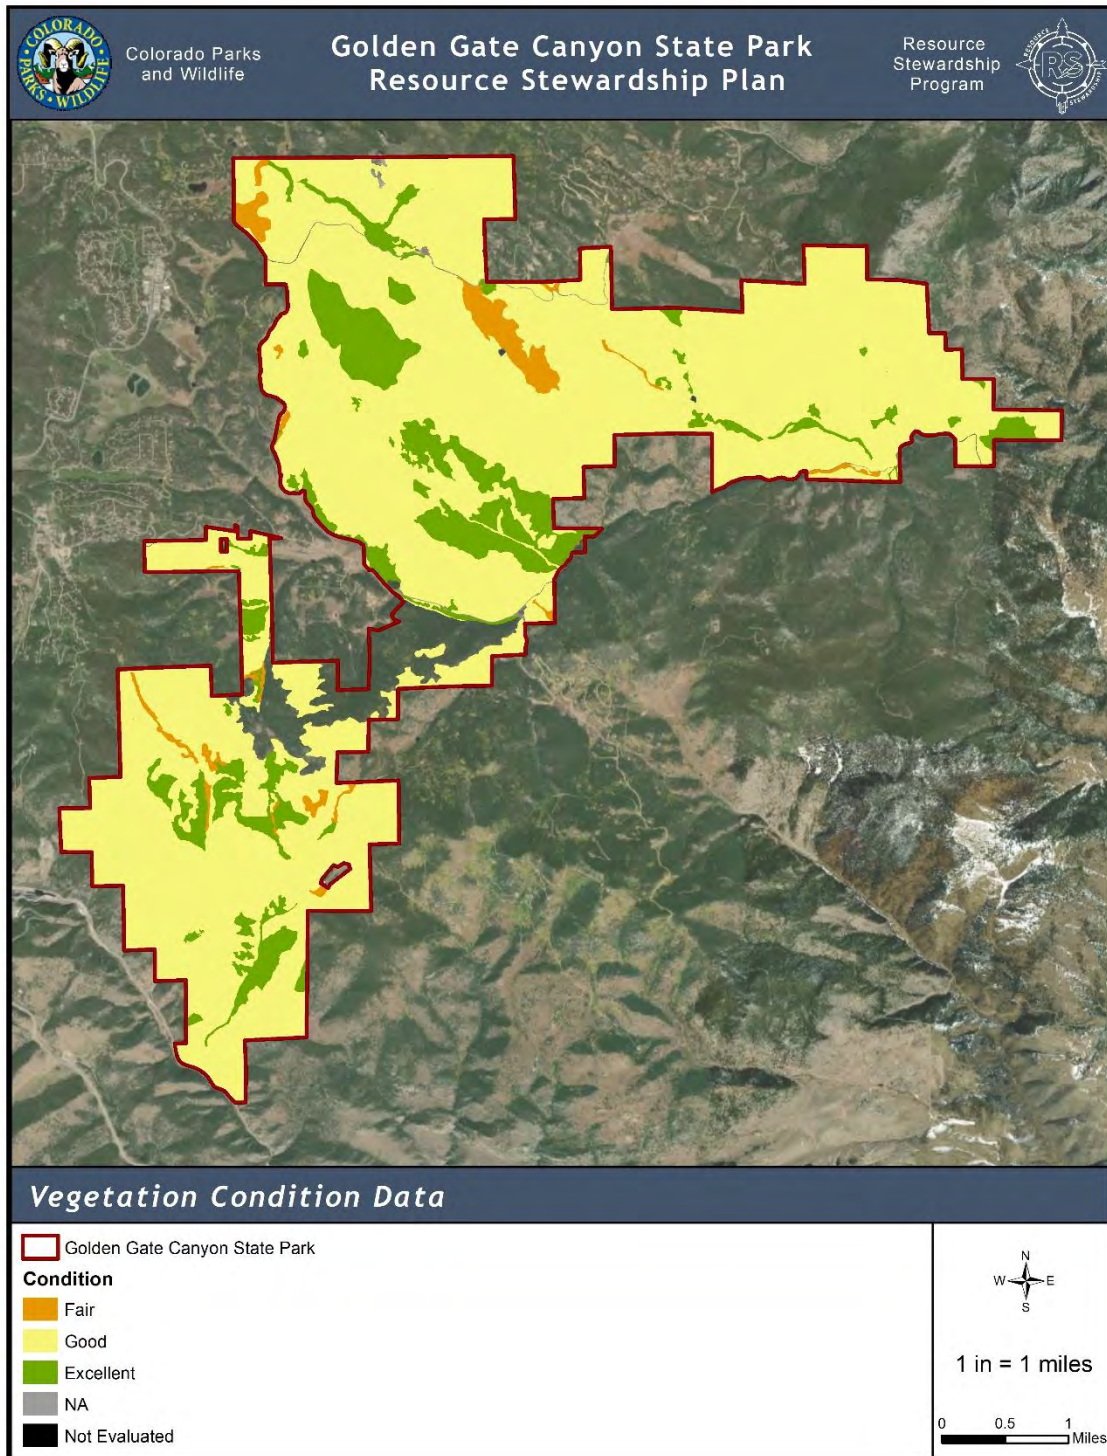 COLORADO
PARKS • WILDLIFE
Colorado Parks
and Wildlife
Golden Gate Canyon State Park
Resource Stewardship Plan
Resource
Stewardship
Program
RESOURCE
RS
STEWARDSHIP
Vegetation Condition Data
Golden Gate Canyon State Park
Condition
Fair
Good
Excellent
NA
Not Evaluated
N
W E
S
1 in = 1 miles
0 0.5 1
Miles